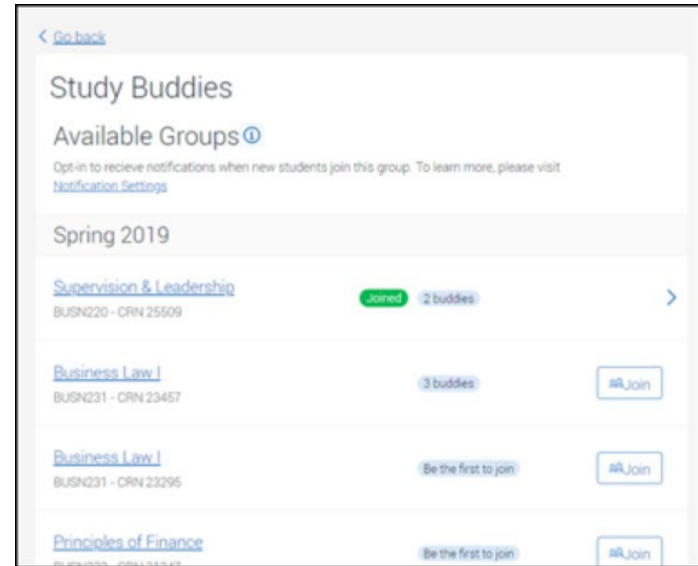 Go back
Study Buddies
Available Groups
Opt-in to recieve notifications when new students join this group. To learn more, please visit
Notification Settings
Spring 2019
Supervision & Leadership
Joined 2 buddies
BUSN220 - CRN 25509
Business Law I
3 buddies Join
BUSN231 - CRN 23457
Business Law I
Be the first to join Join
BUSN231 - CRN 23295
Principles of Finance
Be the first to join Join